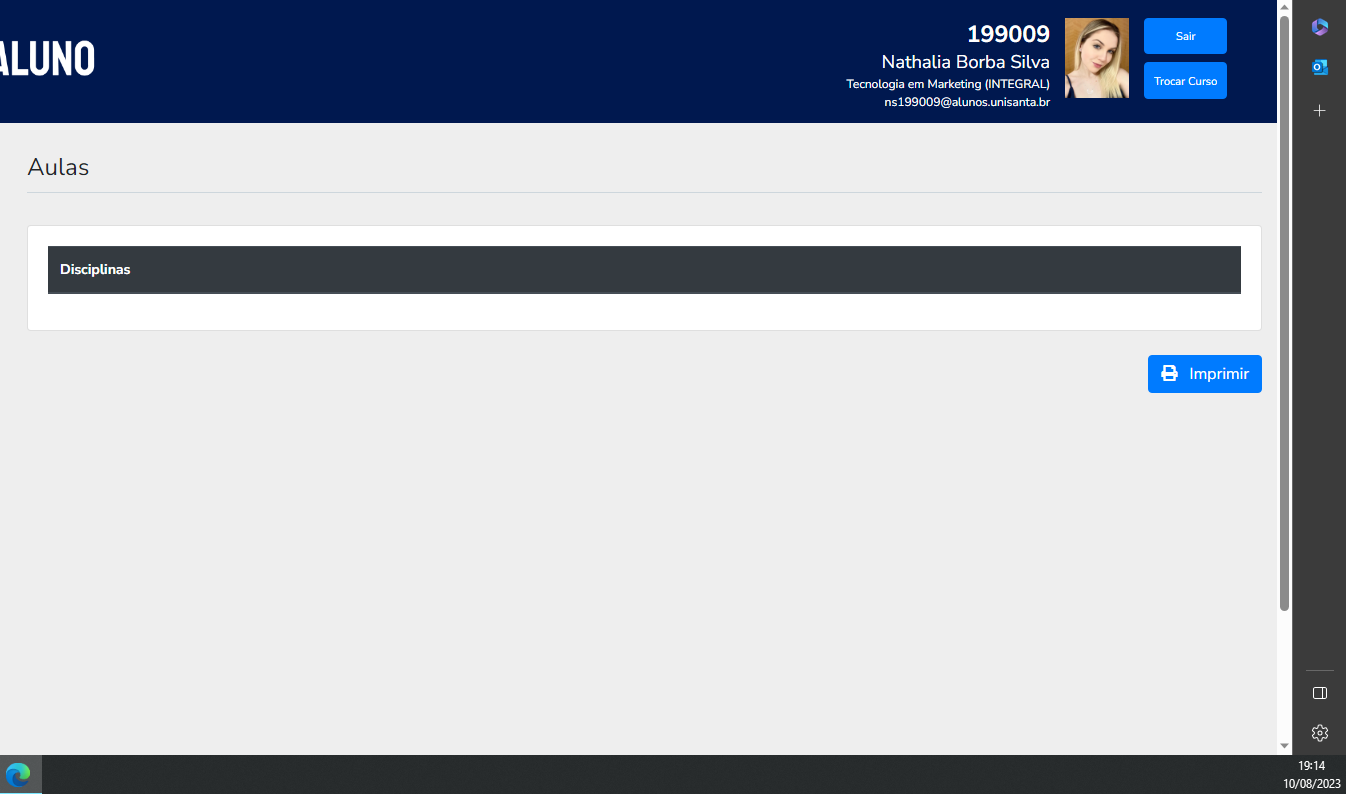 ALUNO
199009
Nathalia Borba Silva
Tecnologia em Marketing (INTEGRAL)
ns199009@alunos.unisanta.br
Sair
Trocar Curso
Aulas
Disciplinas
Imprimir
19:14
10/08/2023